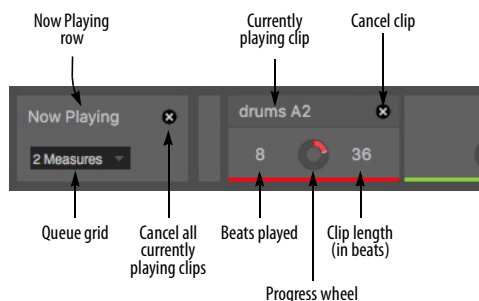 Now Playing
row
Currently
playing clip
Cancel clip
Now Playing
drums A2
2 Measures
8
36
Queue grid
Cancel all
currently
playing clips
Beats played
Clip length
(in beats)
Progress wheel